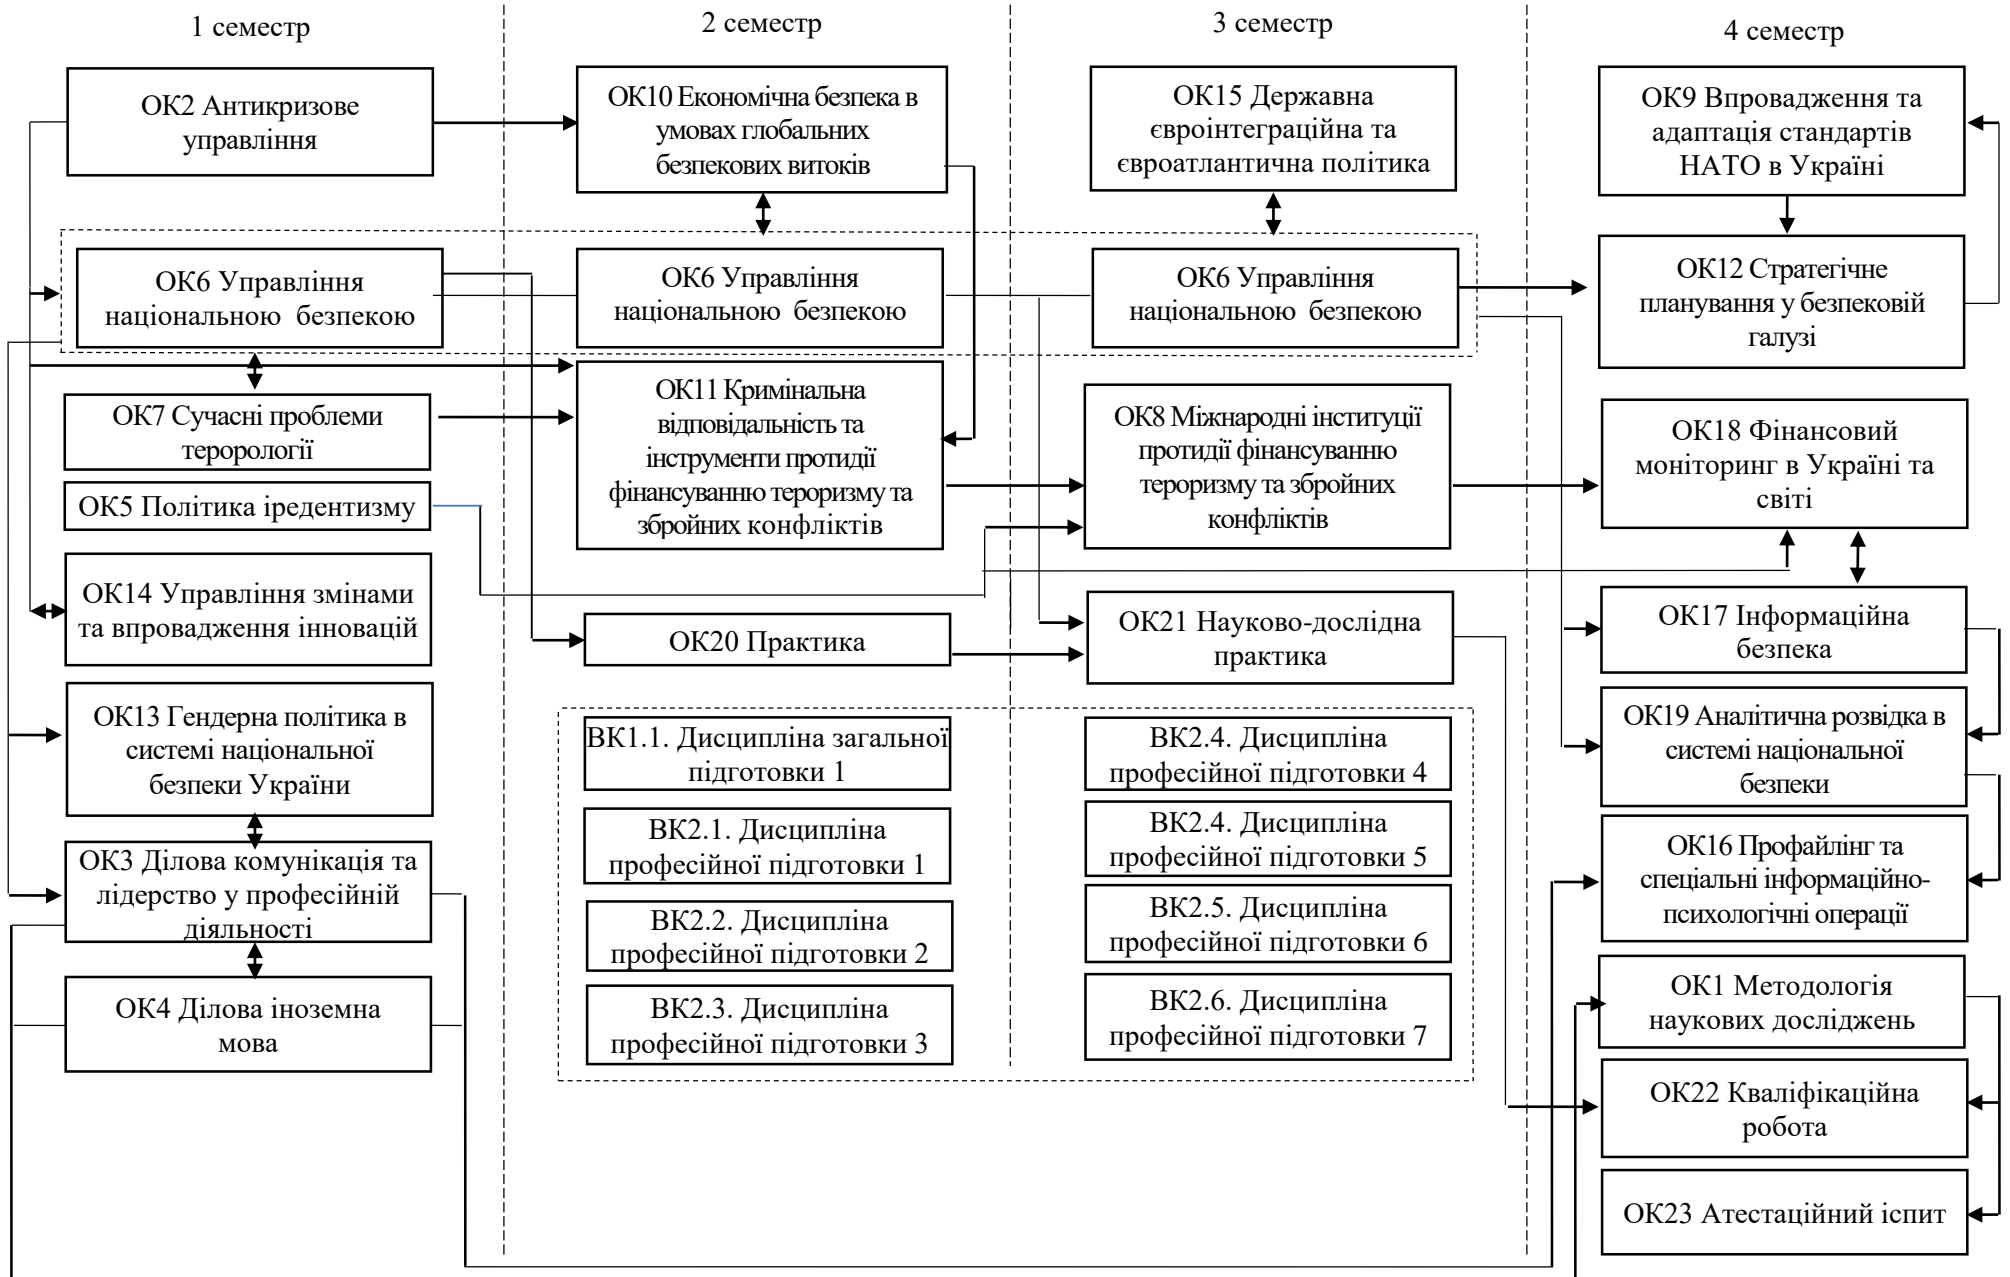 1 семестр
ОК2 Антикризове
управління
ОК6 Управління
національною безпекою
ОК7 Сучасні проблеми
терорології
ОК5 Політика іредентизму
ОК14 Управління змінами
та впровадження інновацій
ОК13 Гендерна політика в
системі національної
безпеки України
ОК3 Ділова комунікація та
лідерство у професійній
діяльності
ОК4 Ділова іноземна
мова
2 семестр
ОК10 Економічна безпека в
умовах глобальних
безпекових витоків
ОК6 Управління
національною безпекою
ОК11 Кримінальна
відповідальність та
інструменти протидії
фінансуванню тероризму та
збройних конфліктів
ОК20 Практика
ВК1.1. Дисципліна загальної
підготовки 1
ВК2.1. Дисципліна
професійної підготовки 1
ВК2.2. Дисципліна
професійної підготовки 2
ВК2.3. Дисципліна
професійної підготовки 3
3 семестр
ОК15 Державна
євроінтеграційна та
євроатлантична політика
ОК6 Управління
національною безпекою
ОК8 Міжнародні інституції
протидії фінансуванню
тероризму та збройних
конфліктів
ОК21 Науково-дослідна
практика
ВК2.4. Дисципліна
професійної підготовки 4
ВК2.4. Дисципліна
професійної підготовки 5
ВК2.5. Дисципліна
професійної підготовки 6
ВК2.6. Дисципліна
професійної підготовки 7
4 семестр
ОК9 Впровадження та
адаптація стандартів
НАТО в Україні
ОК12 Стратегічне
планування у безпековій
галузі
ОК18 Фінансовий
моніторинг в Україні та
світі
ОК17 Інформаційна
безпека
ОК19 Аналітична розвідка в
системі національної
безпеки
ОК16 Профайлінг та
спеціальні інформаційно-
психологічні операції
ОК1 Методологія
наукових досліджень
ОК22 Кваліфікаційна
робота
ОК23 Атестаційний іспит